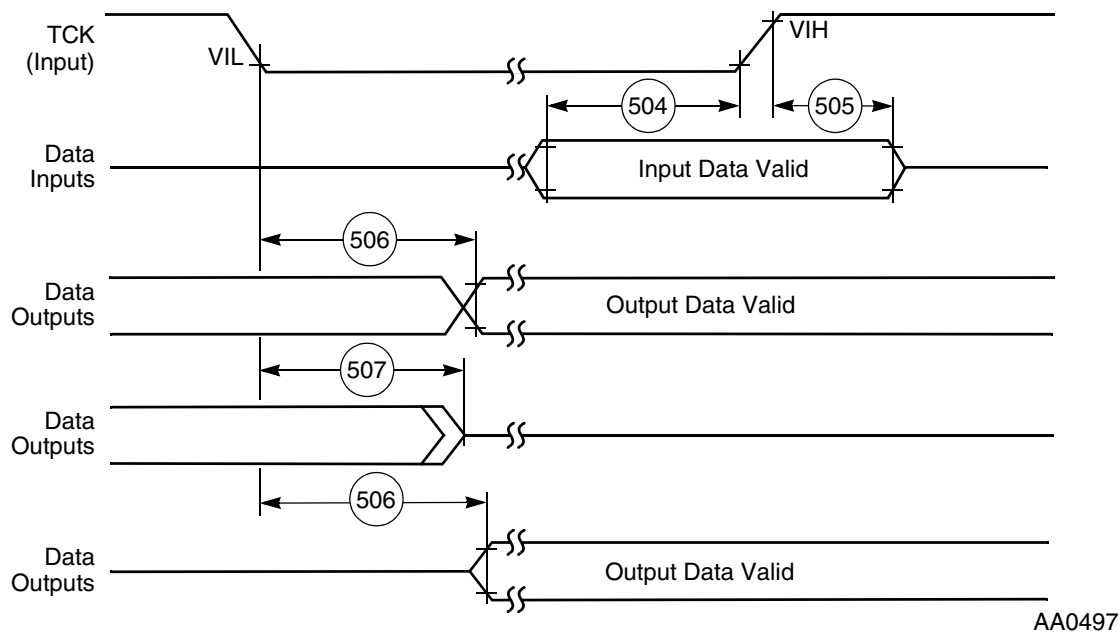 TCK
(Input)
VIL
VIH
504
505
Data
Inputs
Input Data Valid
506
Data
Outputs
Output Data Valid
507
Data
Outputs
506
Data
Outputs
Output Data Valid
AA0497